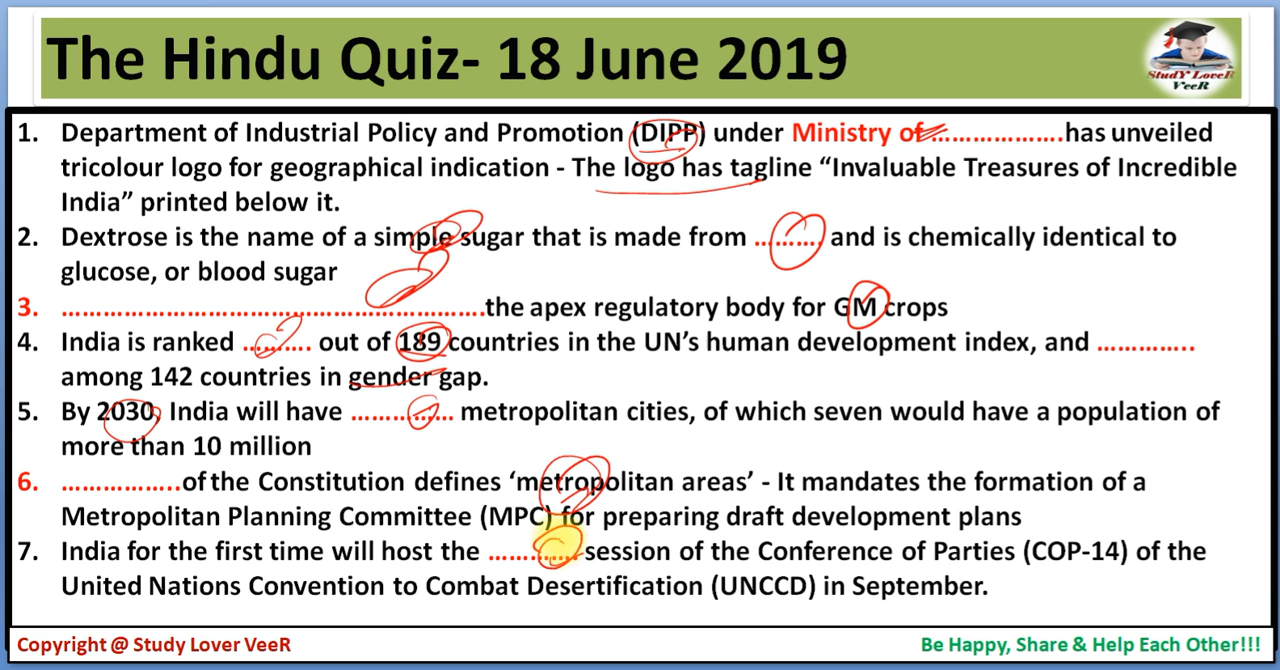 The Hindu Quiz- 18 June 2019
StudY LoveR
VeeR
1. Department of Industrial Policy and Promotion (DIPP) under Ministry of…………………has unveiled
tricolour logo for geographical indication - The logo has tagline “Invaluable Treasures of Incredible
India” printed below it.
2. Dextrose is the name of a simple sugar that is made from ………. and is chemically identical to
glucose, or blood sugar
3. …………………………………………………….the apex regulatory body for GM crops
4. India is ranked ………. out of 189 countries in the UN’s human development index, and …………..
among 142 countries in gender gap.
5. By 2030, India will have …………… metropolitan cities, of which seven would have a population of
more than 10 million
6. ……………..of the Constitution defines ‘metropolitan areas’ - It mandates the formation of a
Metropolitan Planning Committee (MPC) for preparing draft development plans
7. India for the first time will host the …………. session of the Conference of Parties (COP-14) of the
United Nations Convention to Combat Desertification (UNCCD) in September.
Copyright @ Study Lover VeeR
Be Happy, Share & Help Each Other!!!